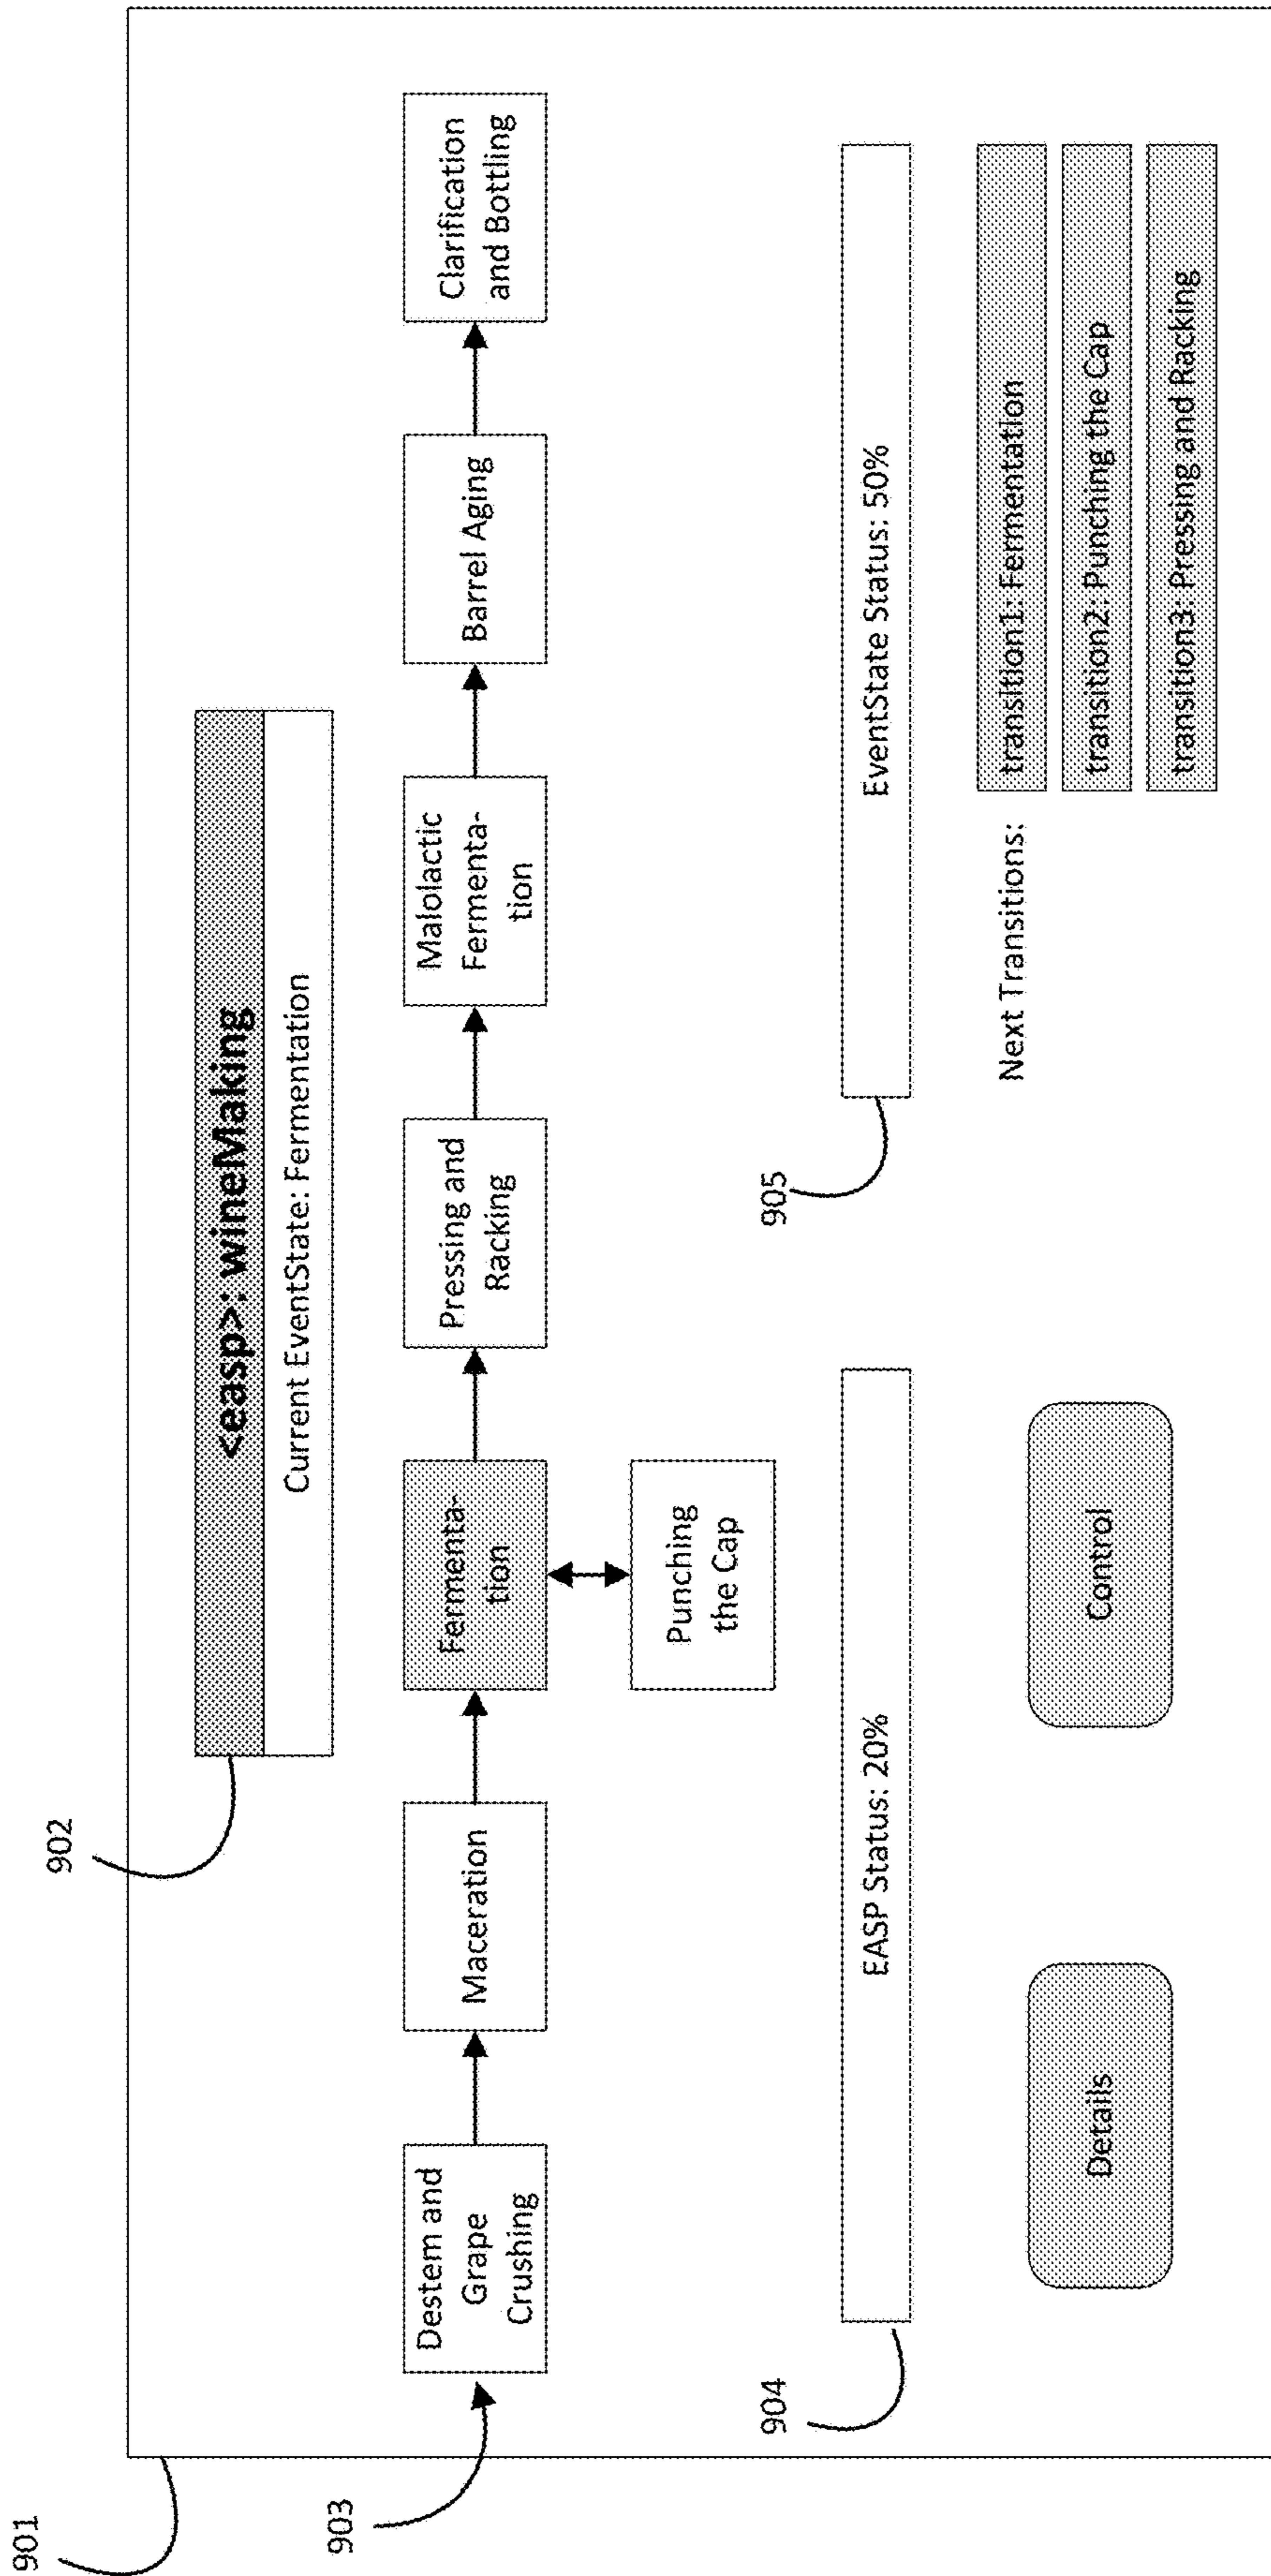 901
902
<easp>: wineMaking
Current EventState: Fermentation
903
Destem and
Grape
Crushing
Maceration
Fermenta-
tion
Pressing and
Racking
Malolactic
Fermenta-
tion
Barrel Aging
Clarification
and Bottling
Punching
the Cap
904
EASP Status: 20%
905
EventState Status: 50%
Details
Control
Next Transitions:
transition1: Fermentation
transition2: Punching the Cap
transition3: Pressing and Racking